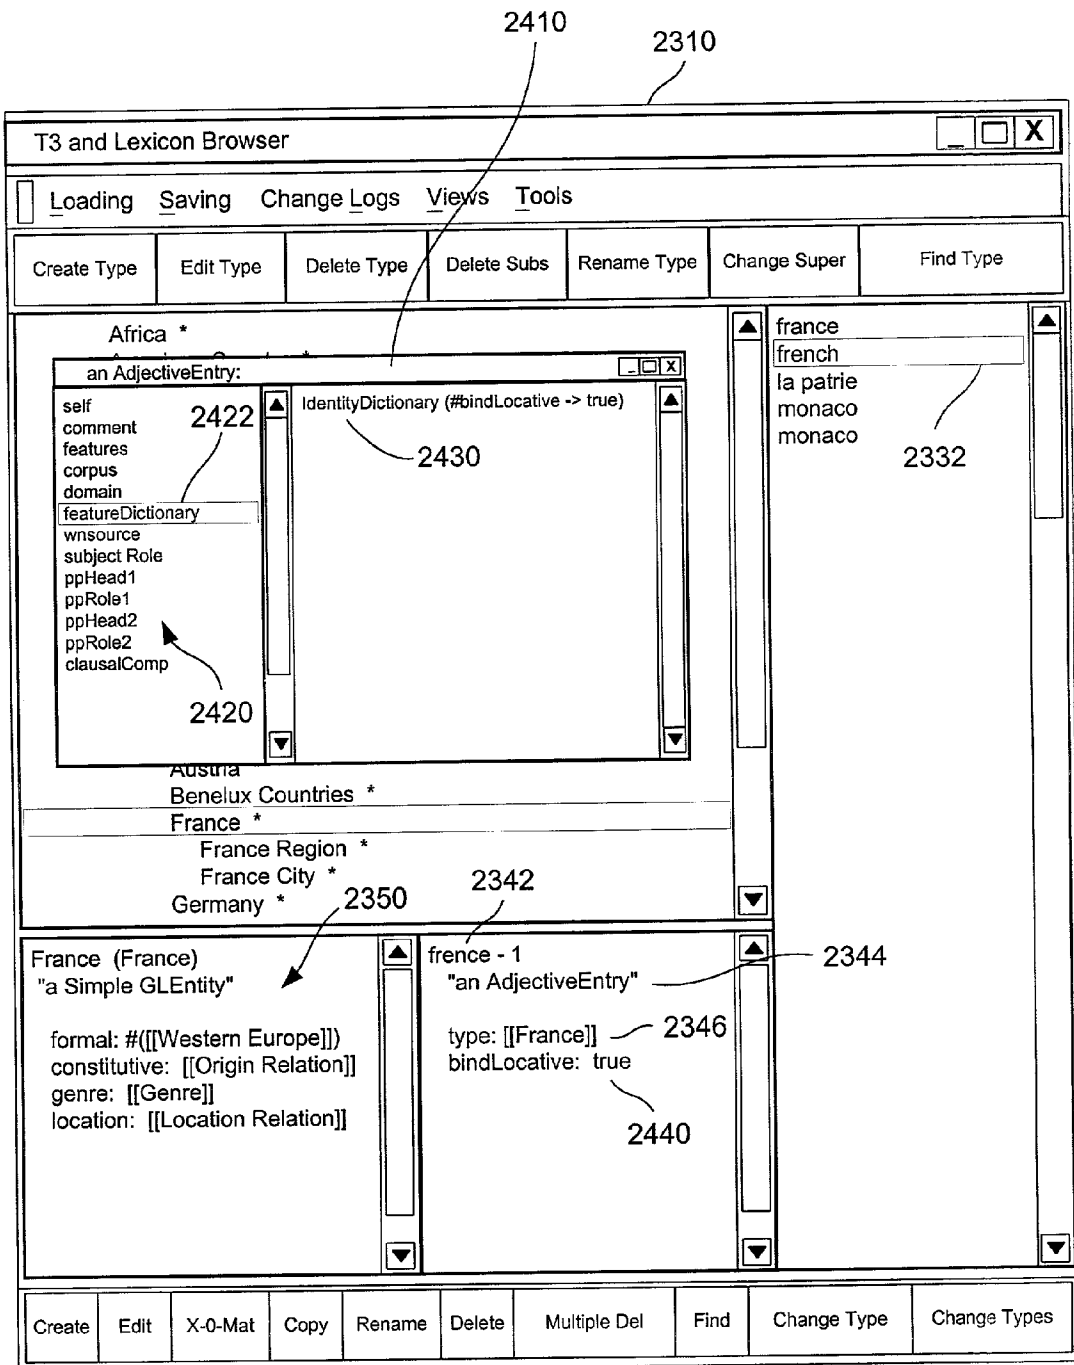 2410
2310
T3 and Lexicon Browser
X
Loading Saving Change Logs Views Tools
Create Type Edit Type Delete Type Delete Subs Rename Type Change Super Find Type
Africa *
an AdjectiveEntry:
X
self
comment
features
corpus
domain
featureDictionary
wnsource
subject Role
ppHead1
ppRole1
ppHead2
ppRole2
clausalComp
2422
2420
IdentityDictionary (#bindLocative -> true)
2430
france
french
la patrie
monaco
monaco
2332
Austria
Benelux Countries *
France *
France Region *
France City *
Germany *
2350
2342
France (France)
"a Simple GLEntity"
formal: #([[Western Europe]])
constitutive: [[Origin Relation]]
genre: [[Genre]]
location: [[Location Relation]]
frence - 1
"an AdjectiveEntry"
2344
type: [[France]]
2346
bindLocative: true
2440
Create Edit X-0-Mat Copy Rename Delete Multiple Del Find Change Type Change Types